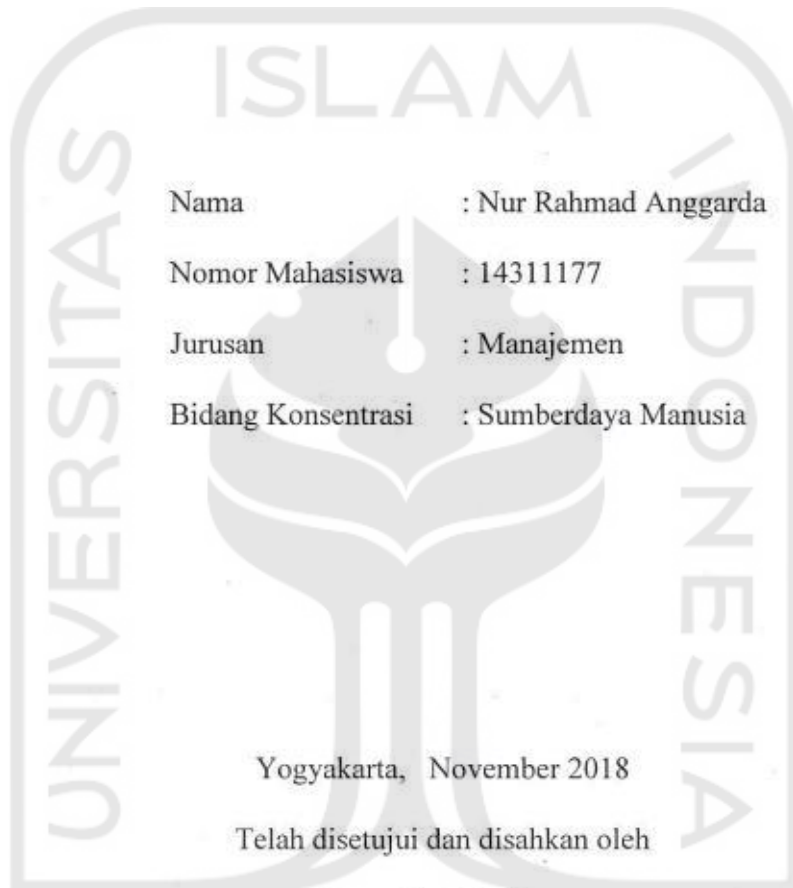 UNIVERSITAS ISLAM INDONESIA
Nama : Nur Rahmad Anggarda
Nomor Mahasiswa : 14311177
Jurusan : Manajemen
Bidang Konsentrasi : Sumberdaya Manusia
Yogyakarta, November 2018
Telah disetujui dan disahkan oleh